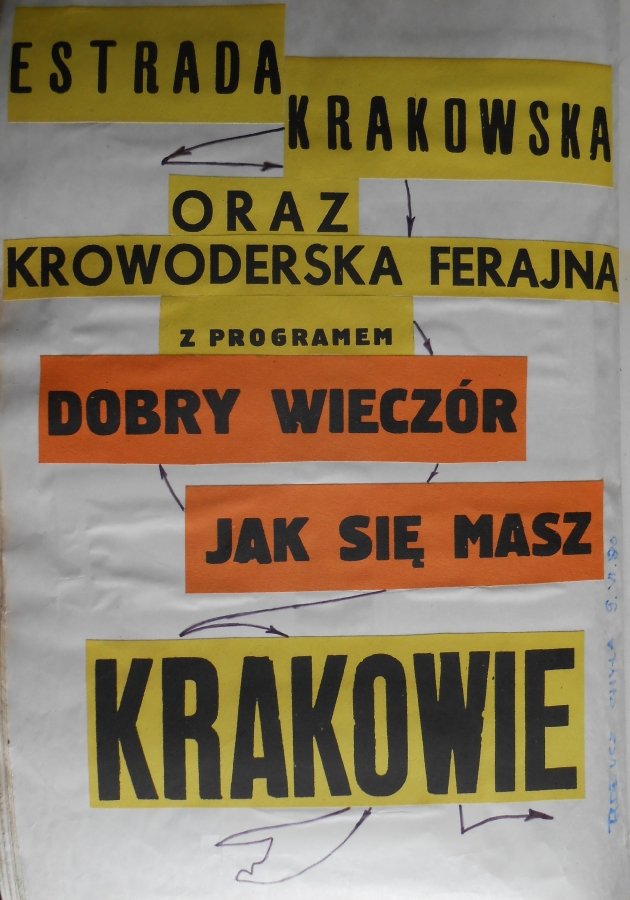 ESTRADA
KRAKOWSKA
ORAZ
KROWODERSKA FERAJNA
Z PROGRAMEM
DOBRY WIECZÓR
JAK SIĘ MASZ
KRAKOWIE